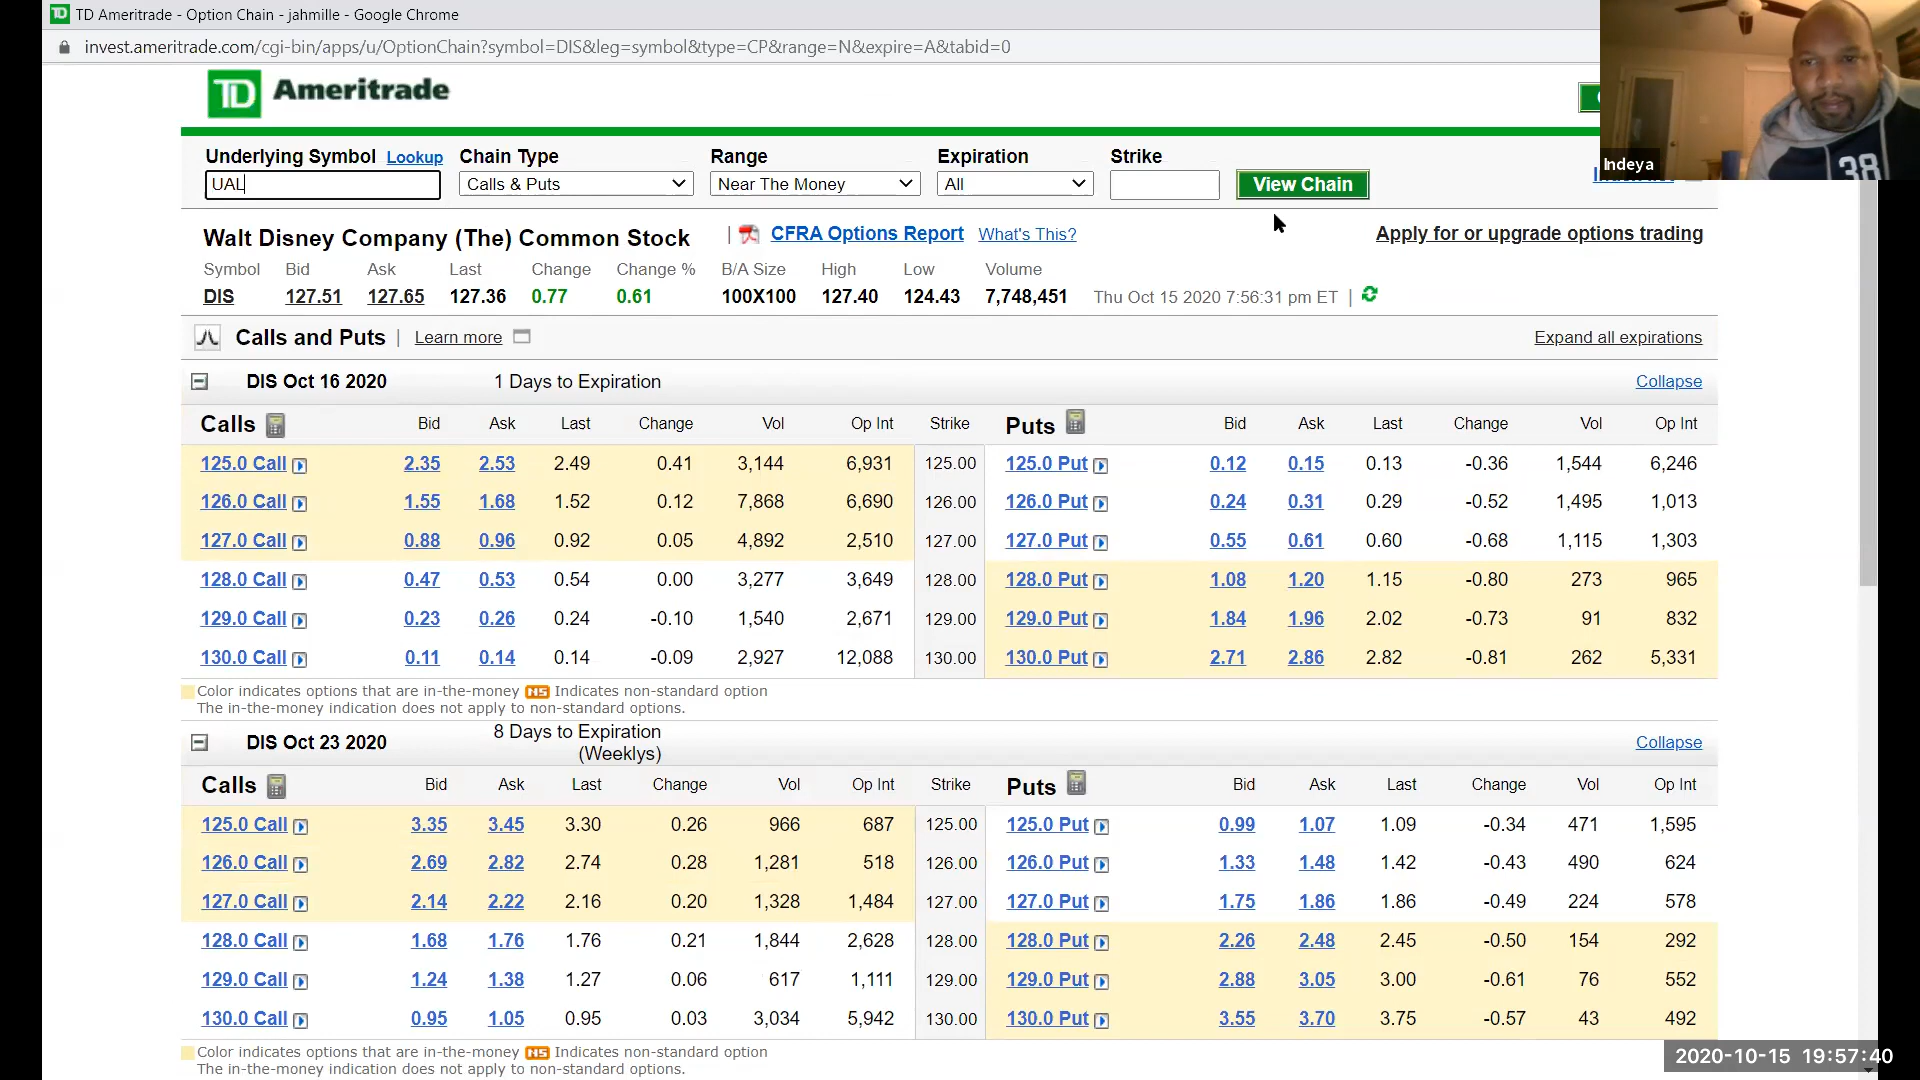 TD Ameritrade - Option Chain - jahmille - Google Chrome
invest.ameritrade.com/cgi-bin/apps/u/OptionChain?symbol=DIS&leg=symbol&type=CP&range=N&expire=A&tabid=0
TD Ameritrade
Indeya
38
Underlying Symbol Lookup Chain Type Range Expiration Strike
UAL Calls & Puts Near The Money All View Chain
Walt Disney Company (The) Common Stock | CFRA Options Report What's This? Apply for or upgrade options trading
Symbol Bid Ask Last Change Change % B/A Size High Low Volume
DIS 127.51 127.65 127.36 0.77 0.61 100X100 127.40 124.43 7,748,451 Thu Oct 15 2020 7:56:31 pm ET |
Calls and Puts | Learn more Expand all expirations
DIS Oct 16 2020 1 Days to Expiration Collapse
Calls Bid Ask Last Change Vol Op Int Strike Puts Bid Ask Last Change Vol Op Int
125.0 Call 2.35 2.53 2.49 0.41 3,144 6,931 125.00 125.0 Put 0.12 0.15 0.13 -0.36 1,544 6,246
126.0 Call 1.55 1.68 1.52 0.12 7,868 6,690 126.00 126.0 Put 0.24 0.31 0.29 -0.52 1,495 1,013
127.0 Call 0.88 0.96 0.92 0.05 4,892 2,510 127.00 127.0 Put 0.55 0.61 0.60 -0.68 1,115 1,303
128.0 Call 0.47 0.53 0.54 0.00 3,277 3,649 128.00 128.0 Put 1.08 1.20 1.15 -0.80 273 965
129.0 Call 0.23 0.26 0.24 -0.10 1,540 2,671 129.00 129.0 Put 1.84 1.96 2.02 -0.73 91 832
130.0 Call 0.11 0.14 0.14 -0.09 2,927 12,088 130.00 130.0 Put 2.71 2.86 2.82 -0.81 262 5,331
Color indicates options that are in-the-money NS Indicates non-standard option
The in-the-money indication does not apply to non-standard options.
DIS Oct 23 2020 8 Days to Expiration Collapse
(Weeklys)
Calls Bid Ask Last Change Vol Op Int Strike Puts Bid Ask Last Change Vol Op Int
125.0 Call 3.35 3.45 3.30 0.26 966 687 125.00 125.0 Put 0.99 1.07 1.09 -0.34 471 1,595
126.0 Call 2.69 2.82 2.74 0.28 1,281 518 126.00 126.0 Put 1.33 1.48 1.42 -0.43 490 624
127.0 Call 2.14 2.22 2.16 0.20 1,328 1,484 127.00 127.0 Put 1.75 1.86 1.86 -0.49 224 578
128.0 Call 1.68 1.76 1.76 0.21 1,844 2,628 128.00 128.0 Put 2.26 2.48 2.45 -0.50 154 292
129.0 Call 1.24 1.38 1.27 0.06 617 1,111 129.00 129.0 Put 2.88 3.05 3.00 -0.61 76 552
130.0 Call 0.95 1.05 0.95 0.03 3,034 5,942 130.00 130.0 Put 3.55 3.70 3.75 -0.57 43 492
Color indicates options that are in-the-money NS Indicates non-standard option
The in-the-money indication does not apply to non-standard options.
2020-10-15 19:57:40